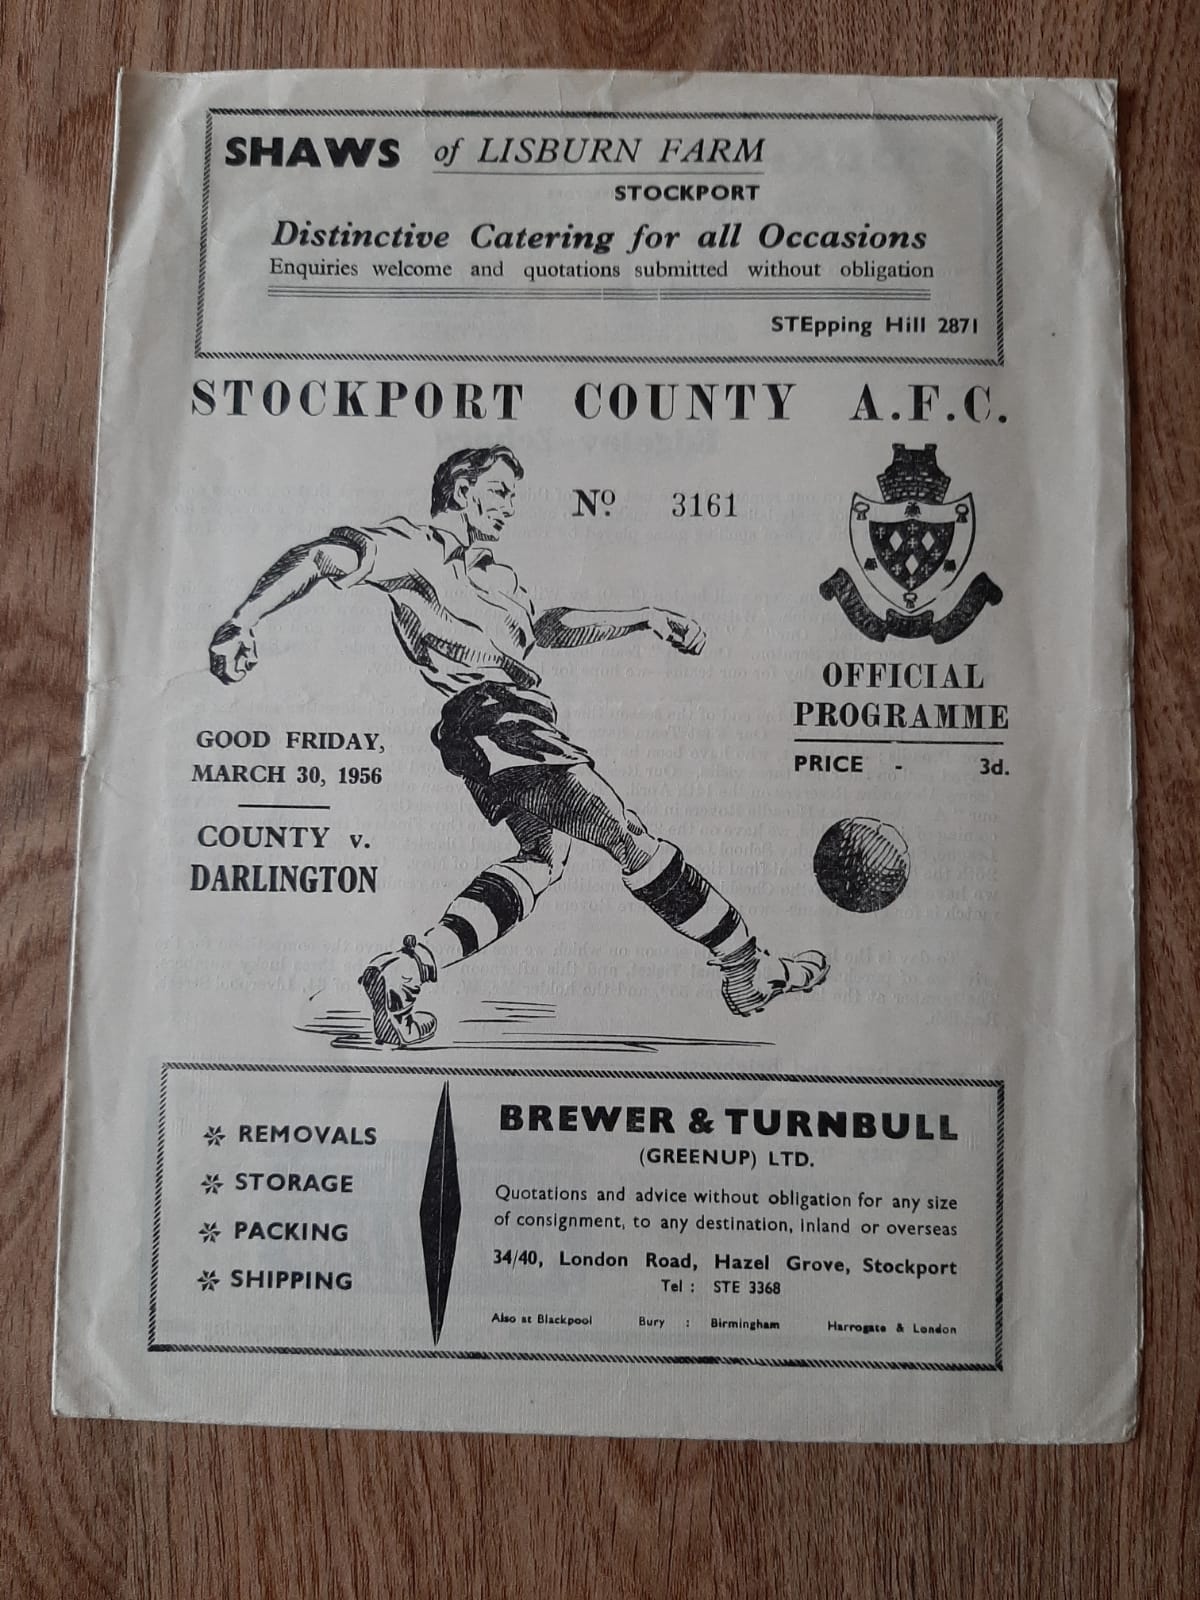 SHAWS of LISBURN FARM
STOCKPORT
Distinctive Catering for all Occasions
Enquiries welcome and quotations submitted without obligation
STEpping Hill 2871
STOCKPORT COUNTY A.F.C.
Nº 3161
OFFICIAL
PROGRAMME
PRICE - 3d.
GOOD FRIDAY,
MARCH 30, 1956
COUNTY v.
DARLINGTON
REMOVALS
STORAGE
PACKING
SHIPPING
BREWER & TURNBULL
(GREENUP) LTD.
Quotations and advice without obligation for any size
of consignment, to any destination, inland or overseas
34/40, London Road, Hazel Grove, Stockport
Tel : STE 3368
Also at Blackpool Bury : Birmingham Harrogate & London